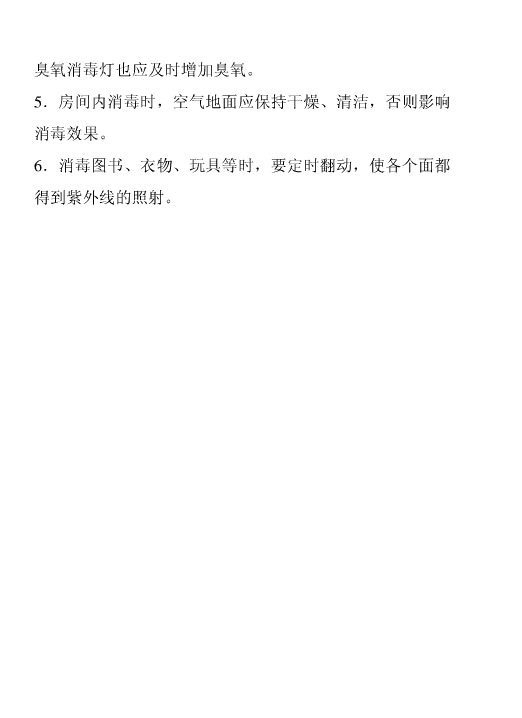 臭氧消毒灯也应及时增加臭氧。
5．房间内消毒时，空气地面应保持干燥、清洁，否则影响
消毒效果。
6．消毒图书、衣物、玩具等时，要定时翻动，使各个面都
得到紫外线的照射。